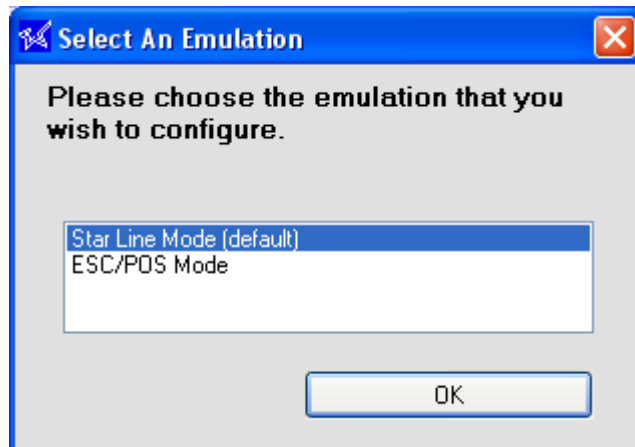 Select An Emulation
Please choose the emulation that you
wish to configure.
Star Line Mode (default)
ESC/POS Mode
OK